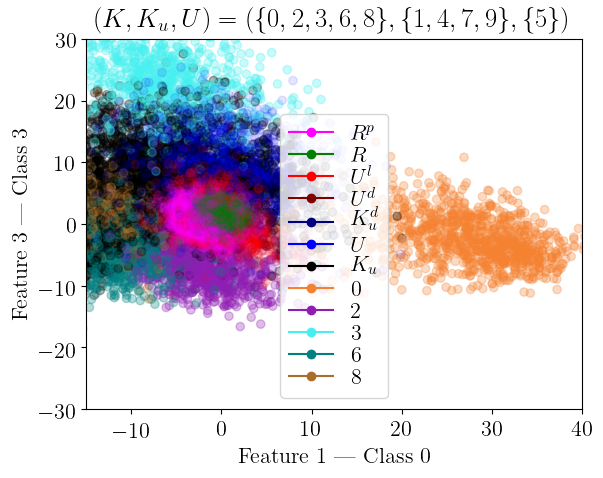 (K, K_u, U) = ({0, 2, 3, 6, 8}, {1, 4, 7, 9}, {5})
Feature 3 — Class 3
30
20
10
0
−10
−20
−30
R^p
R
U^l
U^d
K_u^d
U
K_u
0
2
3
6
8
−10
0
10
20
30
40
Feature 1 — Class 0